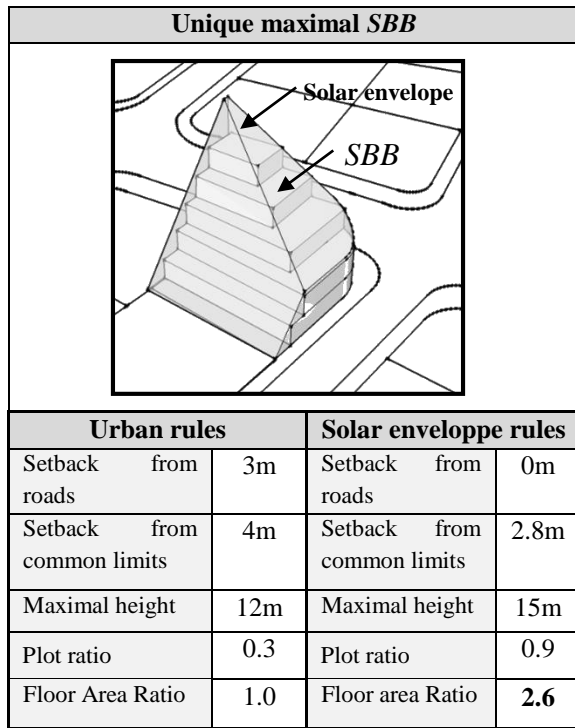 Unique maximal SBB
Solar envelope
SBB
Urban rules
Solar enveloppe rules
Setback from
roads
3m
Setback from
roads
0m
Setback from
common limits
4m
Setback from
common limits
2.8m
Maximal height
12m
Maximal height
15m
Plot ratio
0.3
Plot ratio
0.9
Floor Area Ratio
1.0
Floor area Ratio
2.6